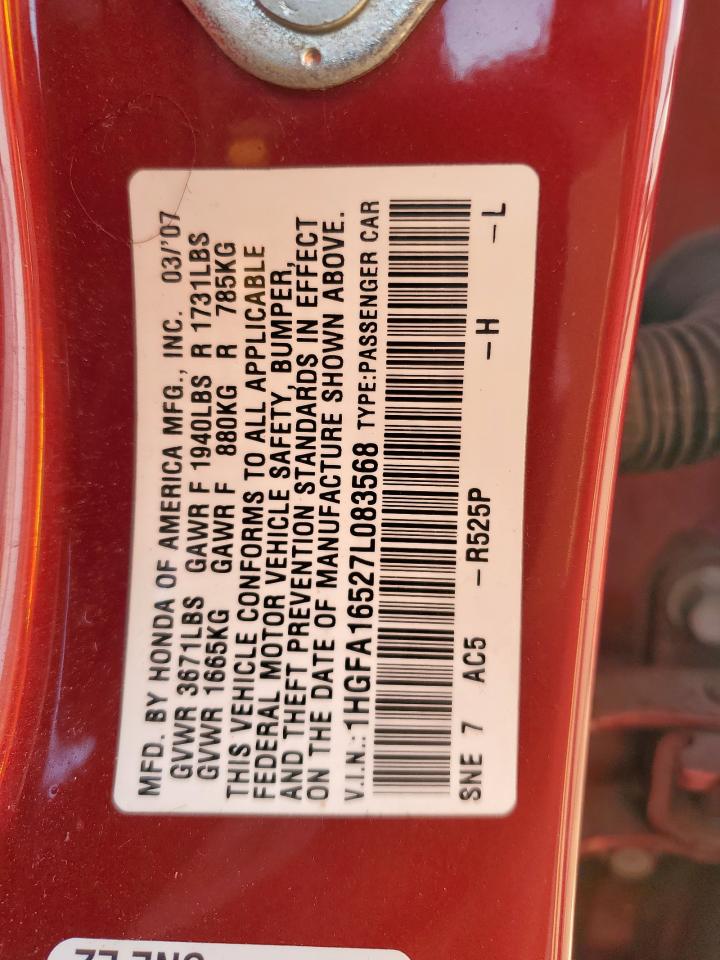 MFD. BY HONDA OF AMERICA MFG., INC. 03/'07
GVWR 3671LBS GAWR F 1940LBS R 1731LBS
GVWR 1665KG GAWR F 880KG R 785KG
THIS VEHICLE CONFORMS TO ALL APPLICABLE
FEDERAL MOTOR VEHICLE SAFETY, BUMPER,
AND THEFT PREVENTION STANDARDS IN EFFECT
ON THE DATE OF MANUFACTURE SHOWN ABOVE.
V.I.N.: 1HGFA16527L083568 TYPE:PASSENGER CAR
SNE 7 AC5 -R525P -H -L